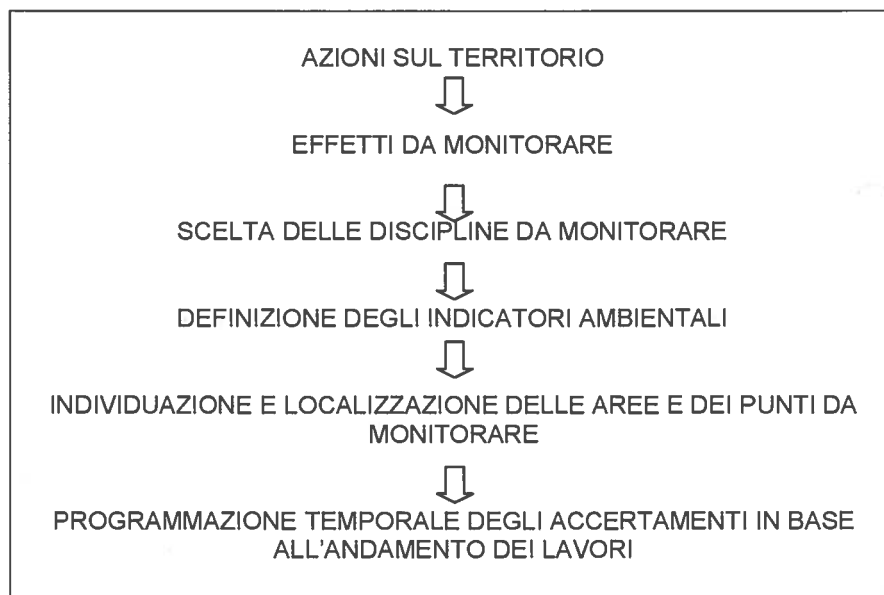 AZIONI SUL TERRITORIO
EFFETTI DA MONITORARE
SCELTA DELLE DISCIPLINE DA MONITORARE
DEFINIZIONE DEGLI INDICATORI AMBIENTALI
INDIVIDUAZIONE E LOCALIZZAZIONE DELLE AREE E DEI PUNTI DA
MONITORARE
PROGRAMMAZIONE TEMPORALE DEGLI ACCERTAMENTI IN BASE
ALL'ANDAMENTO DEI LAVORI